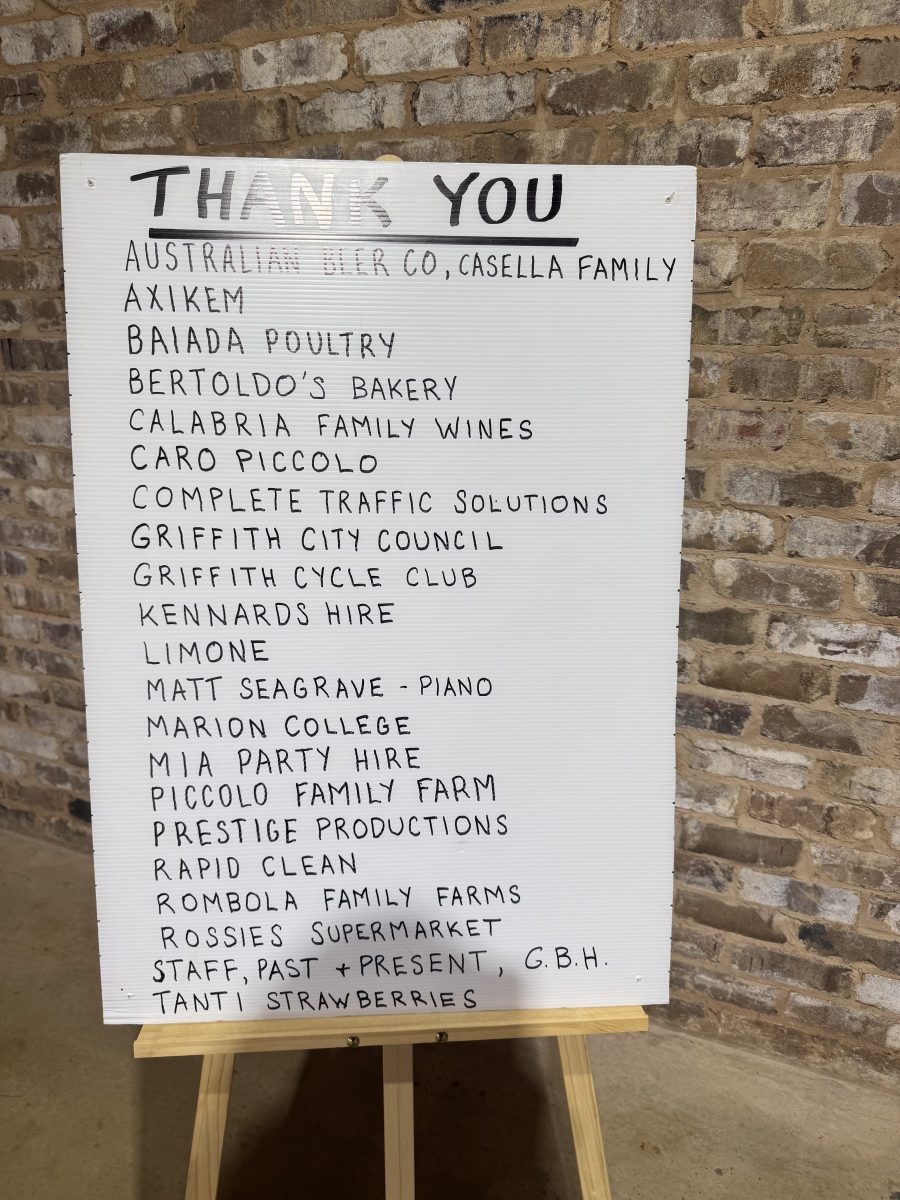 THANK YOU
AUSTRALIAN BEER CO, CASELLA FAMILY
AXIKEM
BAIADA POULTRY
BERTOLDO'S BAKERY
CALABRIA FAMILY WINES
CARO PICCOLO
COMPLETE TRAFFIC SOLUTIONS
GRIFFITH CITY COUNCIL
GRIFFITH CYCLE CLUB
KENNARDS HIRE
LIMONE
MATT SEAGRAVE - PIANO
MARION COLLEGE
MIA PARTY HIRE
PICCOLO FAMILY FARM
PRESTIGE PRODUCTIONS
RAPID CLEAN
ROMBOLA FAMILY FARMS
ROSSIES SUPERMARKET
STAFF, PAST + PRESENT, G.B.H.
TANTI STRAWBERRIES